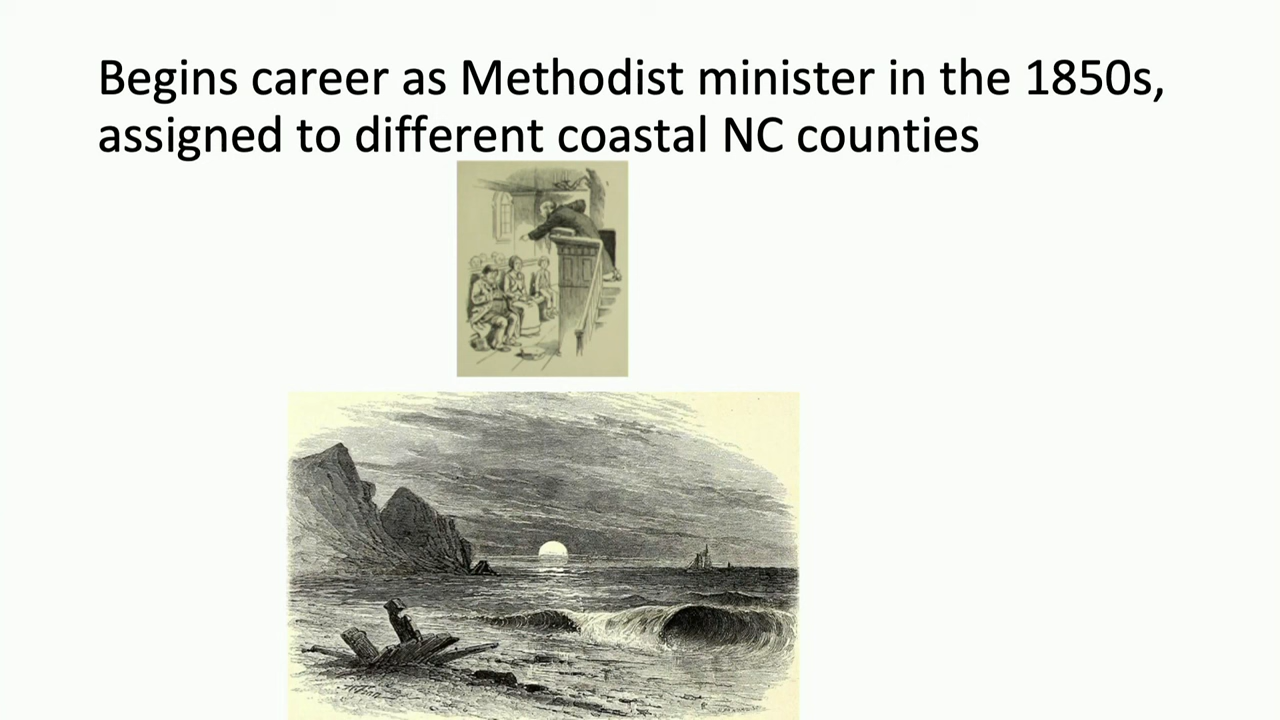 Begins career as Methodist minister in the 1850s,
assigned to different coastal NC counties